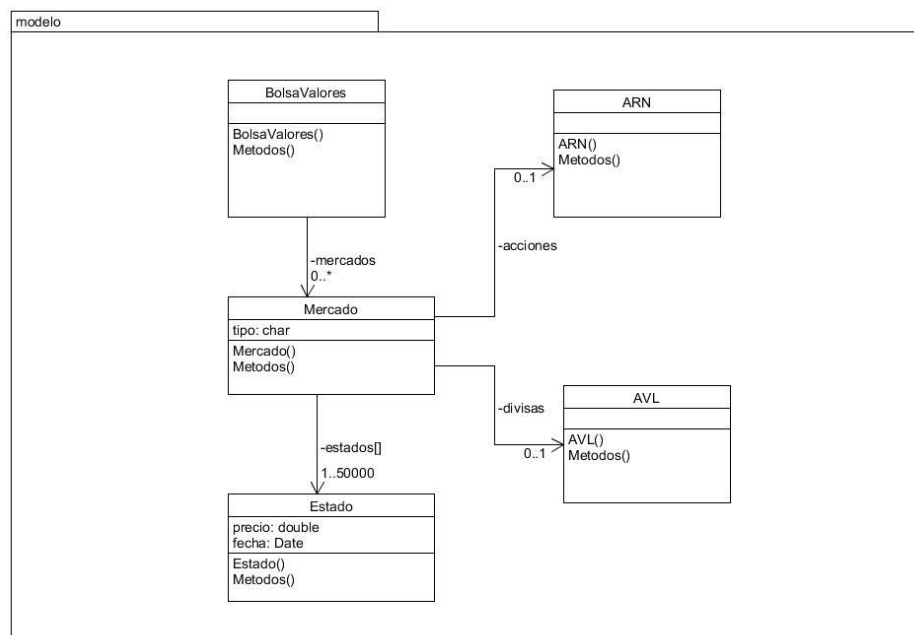 modelo
BolsaValores
BolsaValores()
Metodos()
ARN
ARN()
Metodos()
0..1
-acciones
-mercados
0..*
Mercado
tipo: char
Mercado()
Metodos()
-divisas
0..1
AVL
AVL()
Metodos()
-estados[]
1..50000
Estado
precio: double
fecha: Date
Estado()
Metodos()